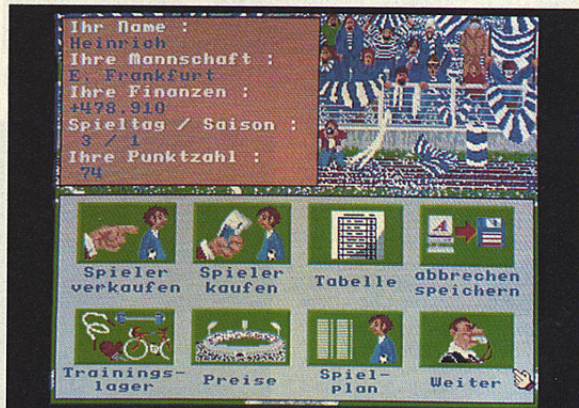 Ihr Name :
Heinrich
Ihre Mannschaft :
E. Frankfurt
Ihre Finanzen :
+478.910
Spieltag / Saison :
3 / 1
Ihre Punktzahl :
74
Spieler
verkaufen
Spieler
kaufen
Tabelle
abbrechen
speichern
Trainings-
lager
Preise
Spiel-
plan
Weiter